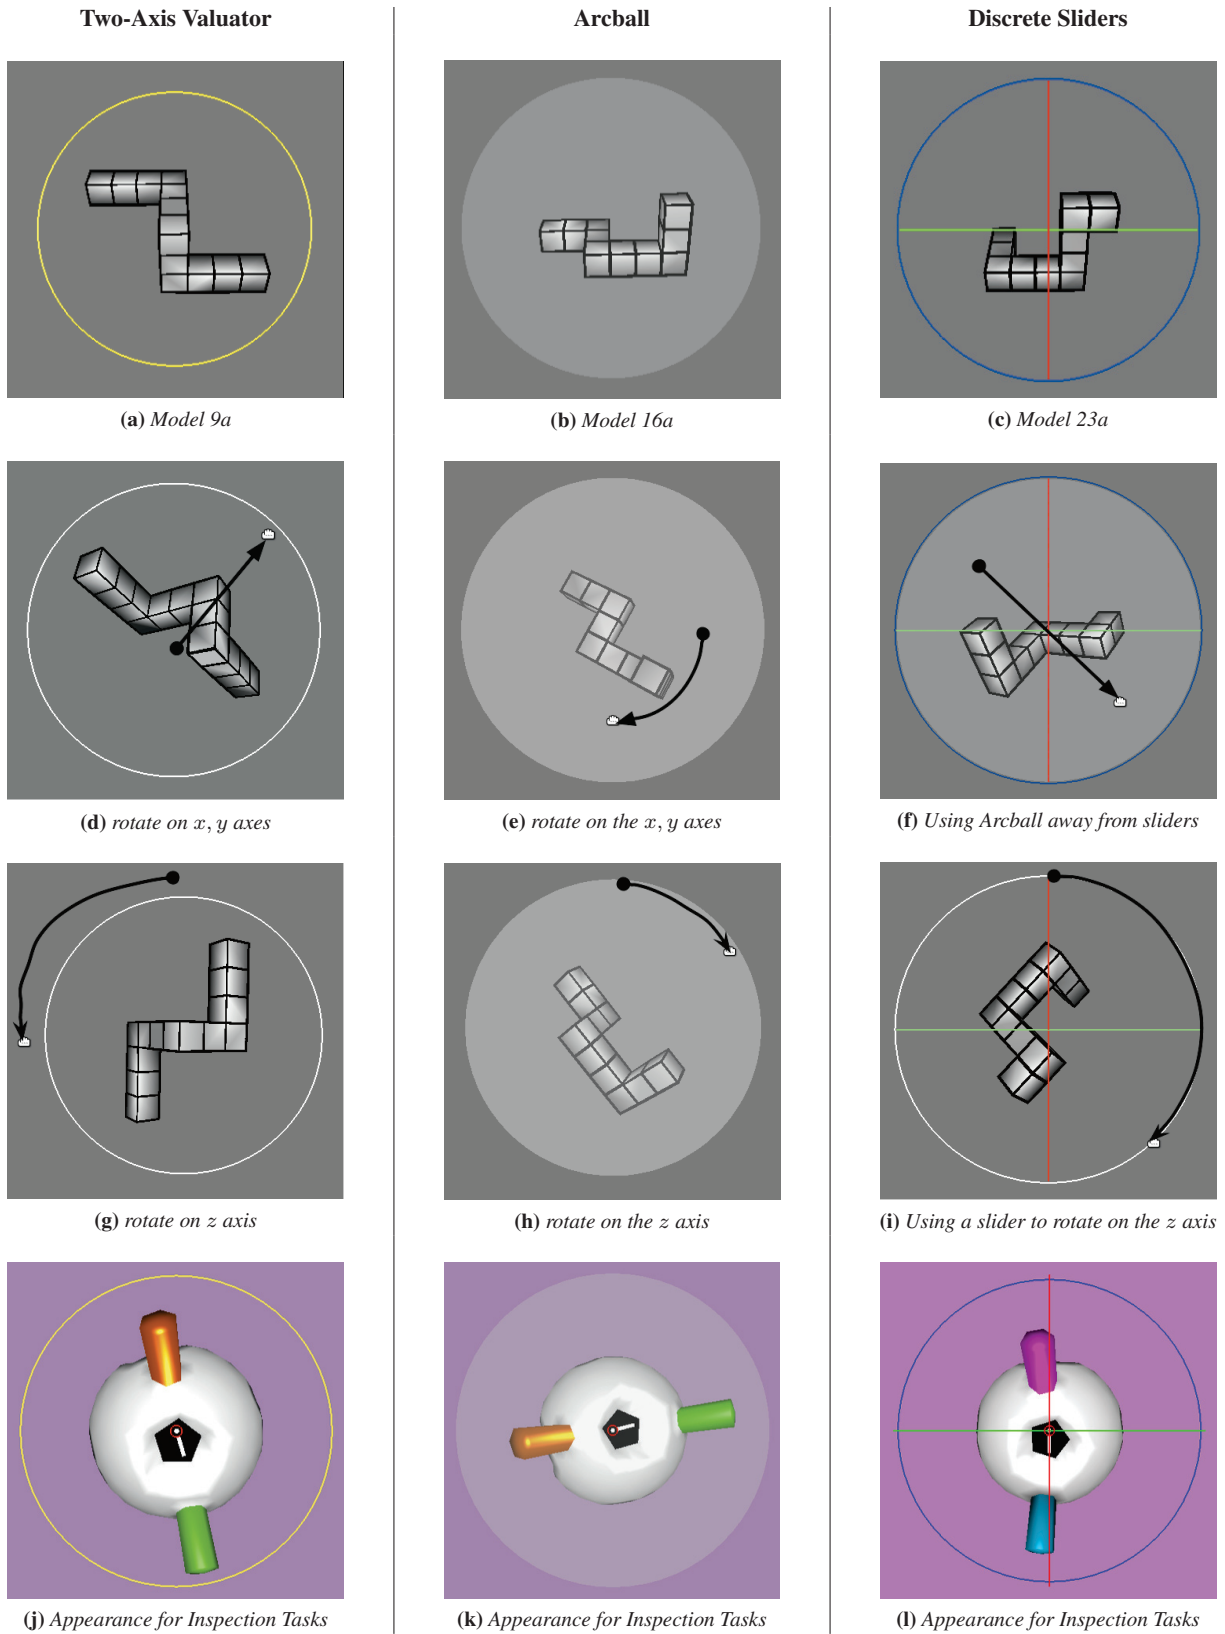 Two-Axis Valuator
Arcball
Discrete Sliders
(a) Model 9a
(b) Model 16a
(c) Model 23a
(d) rotate on x, y axes
(e) rotate on the x, y axes
(f) Using Arcball away from sliders
(g) rotate on z axis
(h) rotate on the z axis
(i) Using a slider to rotate on the z axis
(j) Appearance for Inspection Tasks
(k) Appearance for Inspection Tasks
(l) Appearance for Inspection Tasks